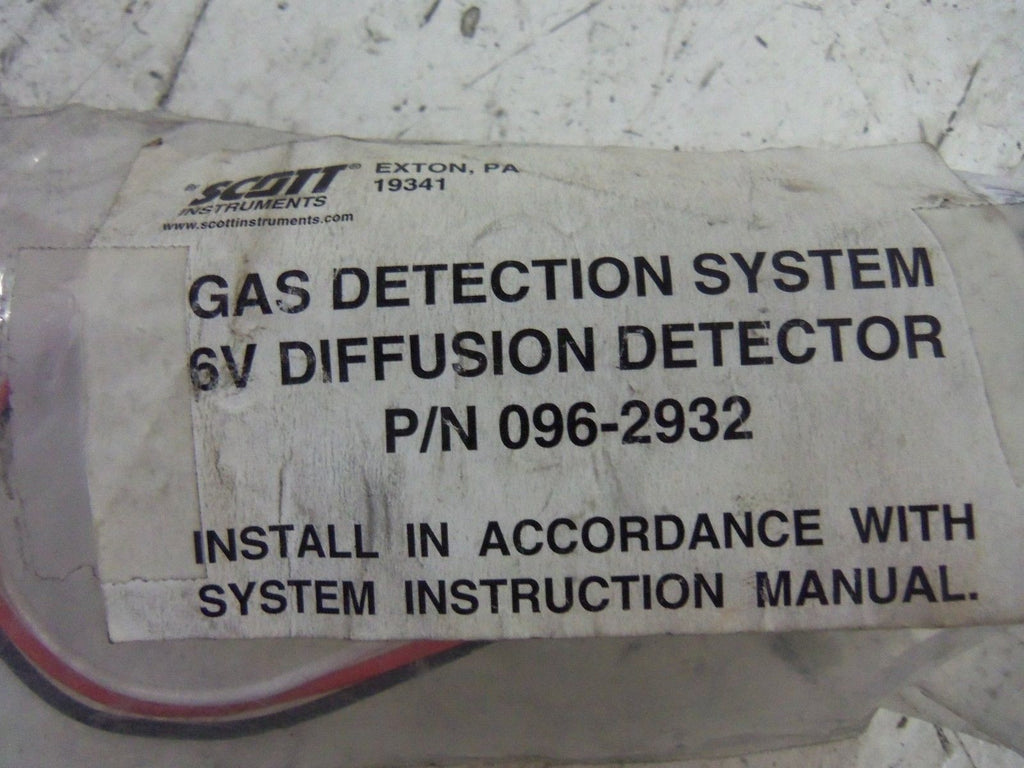 ® SCOTT ® EXTON, PA
INSTRUMENTS 19341
www.scottinstruments.com
GAS DETECTION SYSTEM
6V DIFFUSION DETECTOR
P/N 096-2932
INSTALL IN ACCORDANCE WITH
SYSTEM INSTRUCTION MANUAL.